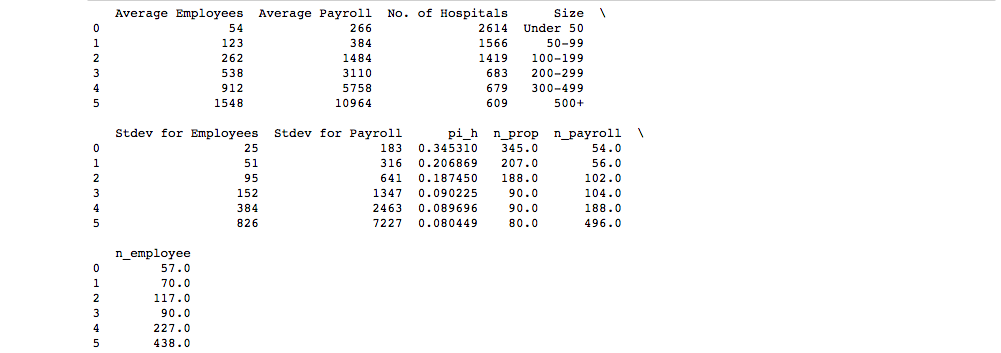 Average Employees  Average Payroll  No. of Hospitals      Size  \
0                 54              266              2614  Under 50
1                123              384              1566     50-99
2                262             1484              1419   100-199
3                538             3110               683   200-299
4                912             5758               679   300-499
5               1548            10964               609      500+
Stdev for Employees  Stdev for Payroll      pi_h  n_prop  n_payroll  \
0                   25                183  0.345310   345.0       54.0
1                   51                316  0.206869   207.0       56.0
2                   95                641  0.187450   188.0      102.0
3                  152               1347  0.090225    90.0      104.0
4                  384               2463  0.089696    90.0      188.0
5                  826               7227  0.080449    80.0      496.0
n_employee
0        57.0
1        70.0
2       117.0
3        90.0
4       227.0
5       438.0